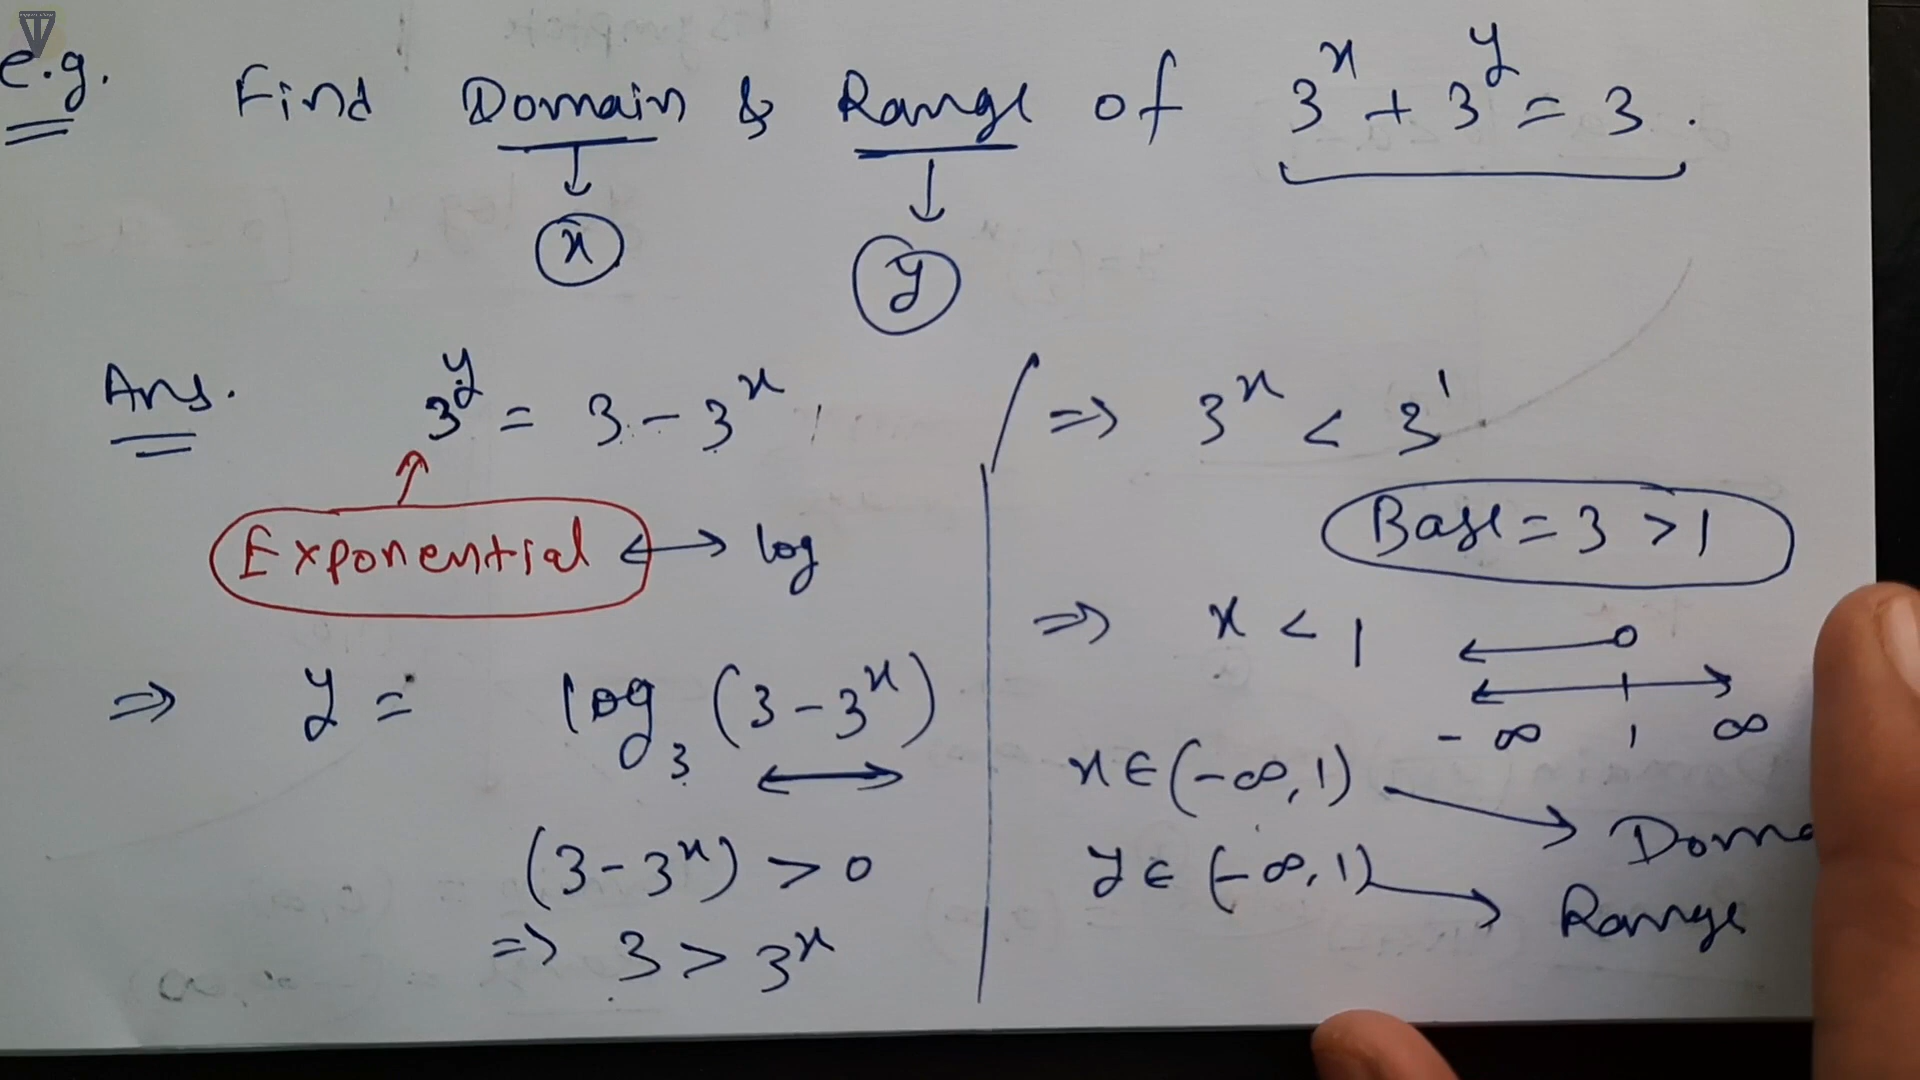 e.g. Find Domain & Range of 3^x + 3^y = 3.
x
y
Ans. 3^y = 3 - 3^x
Exponential ↔ log
⇒ y = log_3 (3 - 3^x)
(3 - 3^x) > 0
⇒ 3 > 3^x
⇒ 3^x < 3^1
Base = 3 > 1
⇒ x < 1
-∞ 1 ∞
x ∈ (-∞, 1) → Doma
y ∈ (-∞, 1) → Range